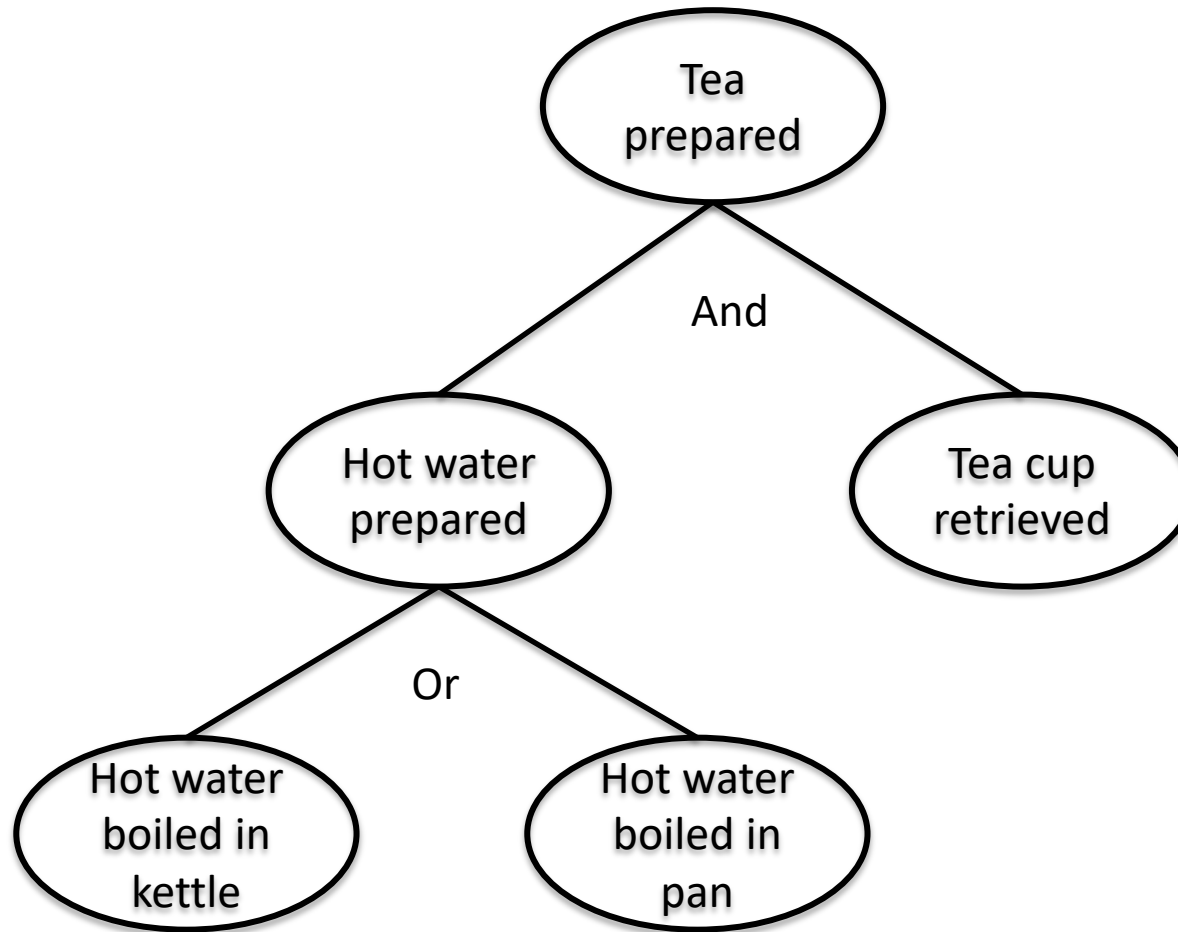 Tea
prepared
And
Hot water
prepared
Tea cup
retrieved
Or
Hot water
boiled in
kettle
Hot water
boiled in
pan